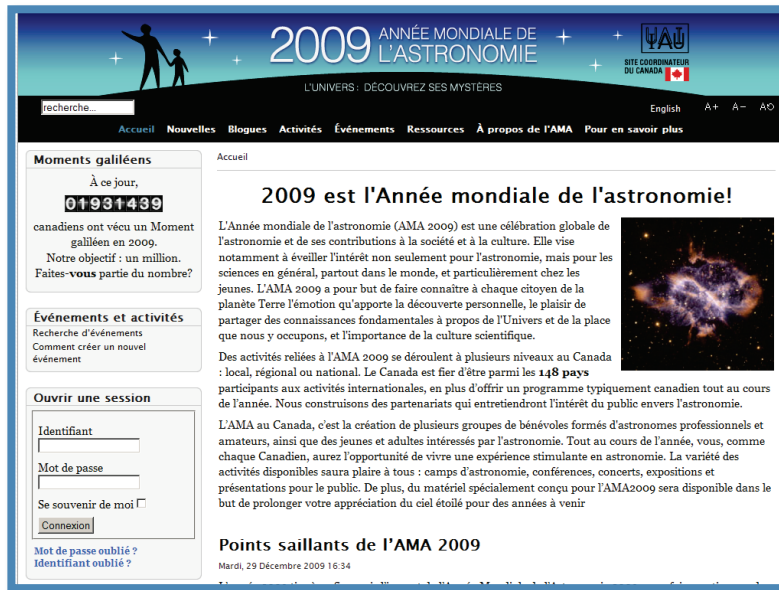 2009 ANNÉE MONDIALE DE
L'ASTRONOMIE
IAU
SITE COORDINATEUR
DU CANADA
L'UNIVERS : DÉCOUVREZ SES MYSTÈRES
recherche...
English A+ A- A
Accueil Nouvelles Blogues Activités Événements Ressources À propos de l'AMA Pour en savoir plus
Moments galiléens
À ce jour,
01931439
canadiens ont vécu un Moment
galiléen en 2009.
Notre objectif : un million.
Faites-vous partie du nombre?
Événements et activités
Recherche d'événements
Comment créer un nouvel
événement
Ouvrir une session
Identifiant
Mot de passe
Se souvenir de moi
Connexion
Mot de passe oublié ?
Identifiant oublié ?
Accueil
2009 est l'Année mondiale de l'astronomie!
L'Année mondiale de l'astronomie (AMA 2009) est une célébration globale de
l'astronomie et de ses contributions à la société et à la culture. Elle vise
notamment à éveiller l'intérêt non seulement pour l'astronomie, mais pour les
sciences en général, partout dans le monde, et particulièrement chez les
jeunes. L'AMA 2009 a pour but de faire connaître à chaque citoyen de la
planète Terre l'émotion qu'apporte la découverte personnelle, le plaisir de
partager des connaissances fondamentales à propos de l'Univers et de la place
que nous y occupons, et l'importance de la culture scientifique.
Des activités reliées à l'AMA 2009 se déroulent à plusieurs niveaux au Canada
: local, régional ou national. Le Canada est fier d'être parmi les 148 pays
participants aux activités internationales, en plus d'offrir un programme typiquement canadien tout au cours
de l'année. Nous construisons des partenariats qui entretiendront l'intérêt du public envers l'astronomie.
L'AMA au Canada, c'est la création de plusieurs groupes de bénévoles formés d'astronomes professionnels et
amateurs, ainsi que des jeunes et adultes intéressés par l'astronomie. Tout au cours de l'année, vous, comme
chaque Canadien, aurez l'opportunité de vivre une expérience stimulante en astronomie. La variété des
activités disponibles saura plaire à tous : camps d'astronomie, conférences, concerts, expositions et
présentations pour le public. De plus, du matériel spécialement conçu pour l'AMA2009 sera disponible dans le
but de prolonger votre appréciation du ciel étoilé pour des années à venir
Points saillants de l'AMA 2009
Mardi, 29 Décembre 2009 16:34